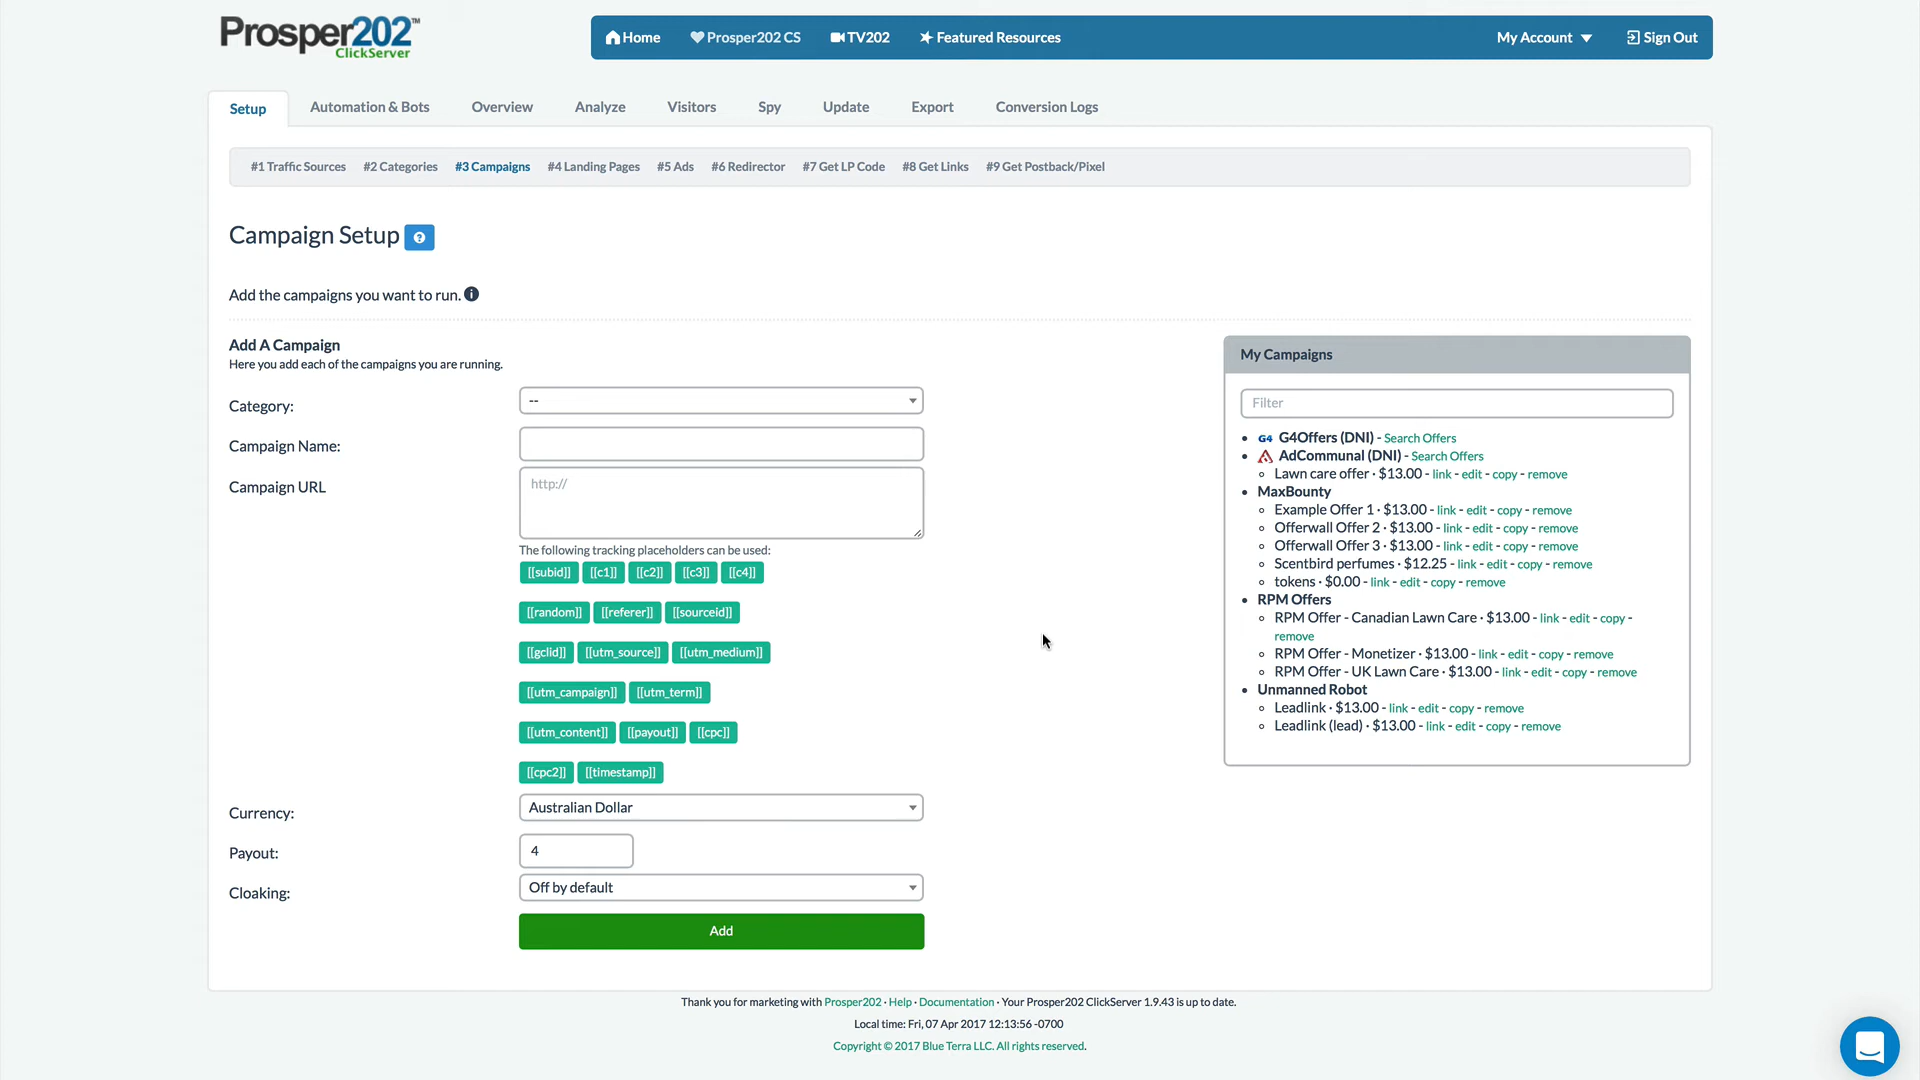 Prosper202™
ClickServer
Home Prosper202 CS TV202 Featured Resources My Account Sign Out
Setup Automation & Bots Overview Analyze Visitors Spy Update Export Conversion Logs
#1 Traffic Sources #2 Categories #3 Campaigns #4 Landing Pages #5 Ads #6 Redirector #7 Get LP Code #8 Get Links #9 Get Postback/Pixel
Campaign Setup
Add the campaigns you want to run.
Add A Campaign
Here you add each of the campaigns you are running.
Category: --
Campaign Name:
Campaign URL http://
The following tracking placeholders can be used:
[[subid]] [[c1]] [[c2]] [[c3]] [[c4]]
[[random]] [[referer]] [[sourceid]]
[[gclid]] [[utm_source]] [[utm_medium]]
[[utm_campaign]] [[utm_term]]
[[utm_content]] [[payout]] [[cpc]]
[[cpc2]] [[timestamp]]
Currency: Australian Dollar
Payout: 4
Cloaking: Off by default
Add
My Campaigns
Filter
G4 G4Offers (DNI) - Search Offers
AdCommunal (DNI) - Search Offers
Lawn care offer · $13.00 - link - edit - copy - remove
MaxBounty
Example Offer 1 · $13.00 - link - edit - copy - remove
Offerwall Offer 2 · $13.00 - link - edit - copy - remove
Offerwall Offer 3 · $13.00 - link - edit - copy - remove
Scentbird perfumes · $12.25 - link - edit - copy - remove
tokens · $0.00 - link - edit - copy - remove
RPM Offers
RPM Offer - Canadian Lawn Care · $13.00 - link - edit - copy -
remove
RPM Offer - Monetizer · $13.00 - link - edit - copy - remove
RPM Offer - UK Lawn Care · $13.00 - link - edit - copy - remove
Unmanned Robot
Leadlink · $13.00 - link - edit - copy - remove
Leadlink (lead) · $13.00 - link - edit - copy - remove
Thank you for marketing with Prosper202 · Help · Documentation · Your Prosper202 ClickServer 1.9.43 is up to date.
Local time: Fri, 07 Apr 2017 12:13:56 -0700
Copyright © 2017 Blue Terra LLC. All rights reserved.